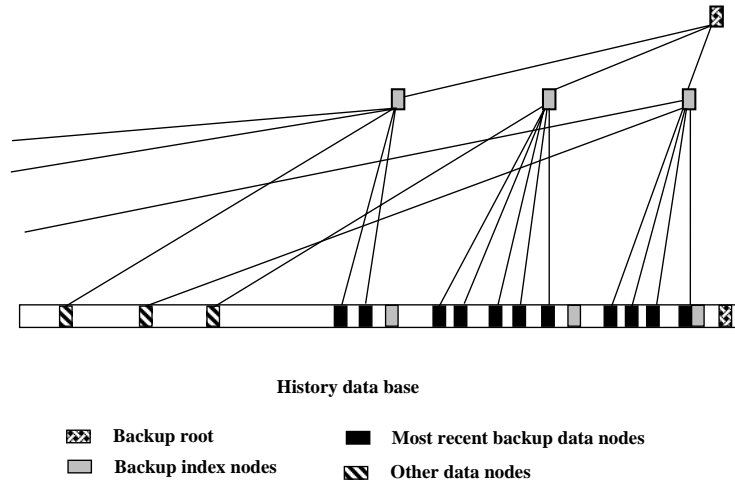 History data base
Backup root
Most recent backup data nodes
Backup index nodes
Other data nodes